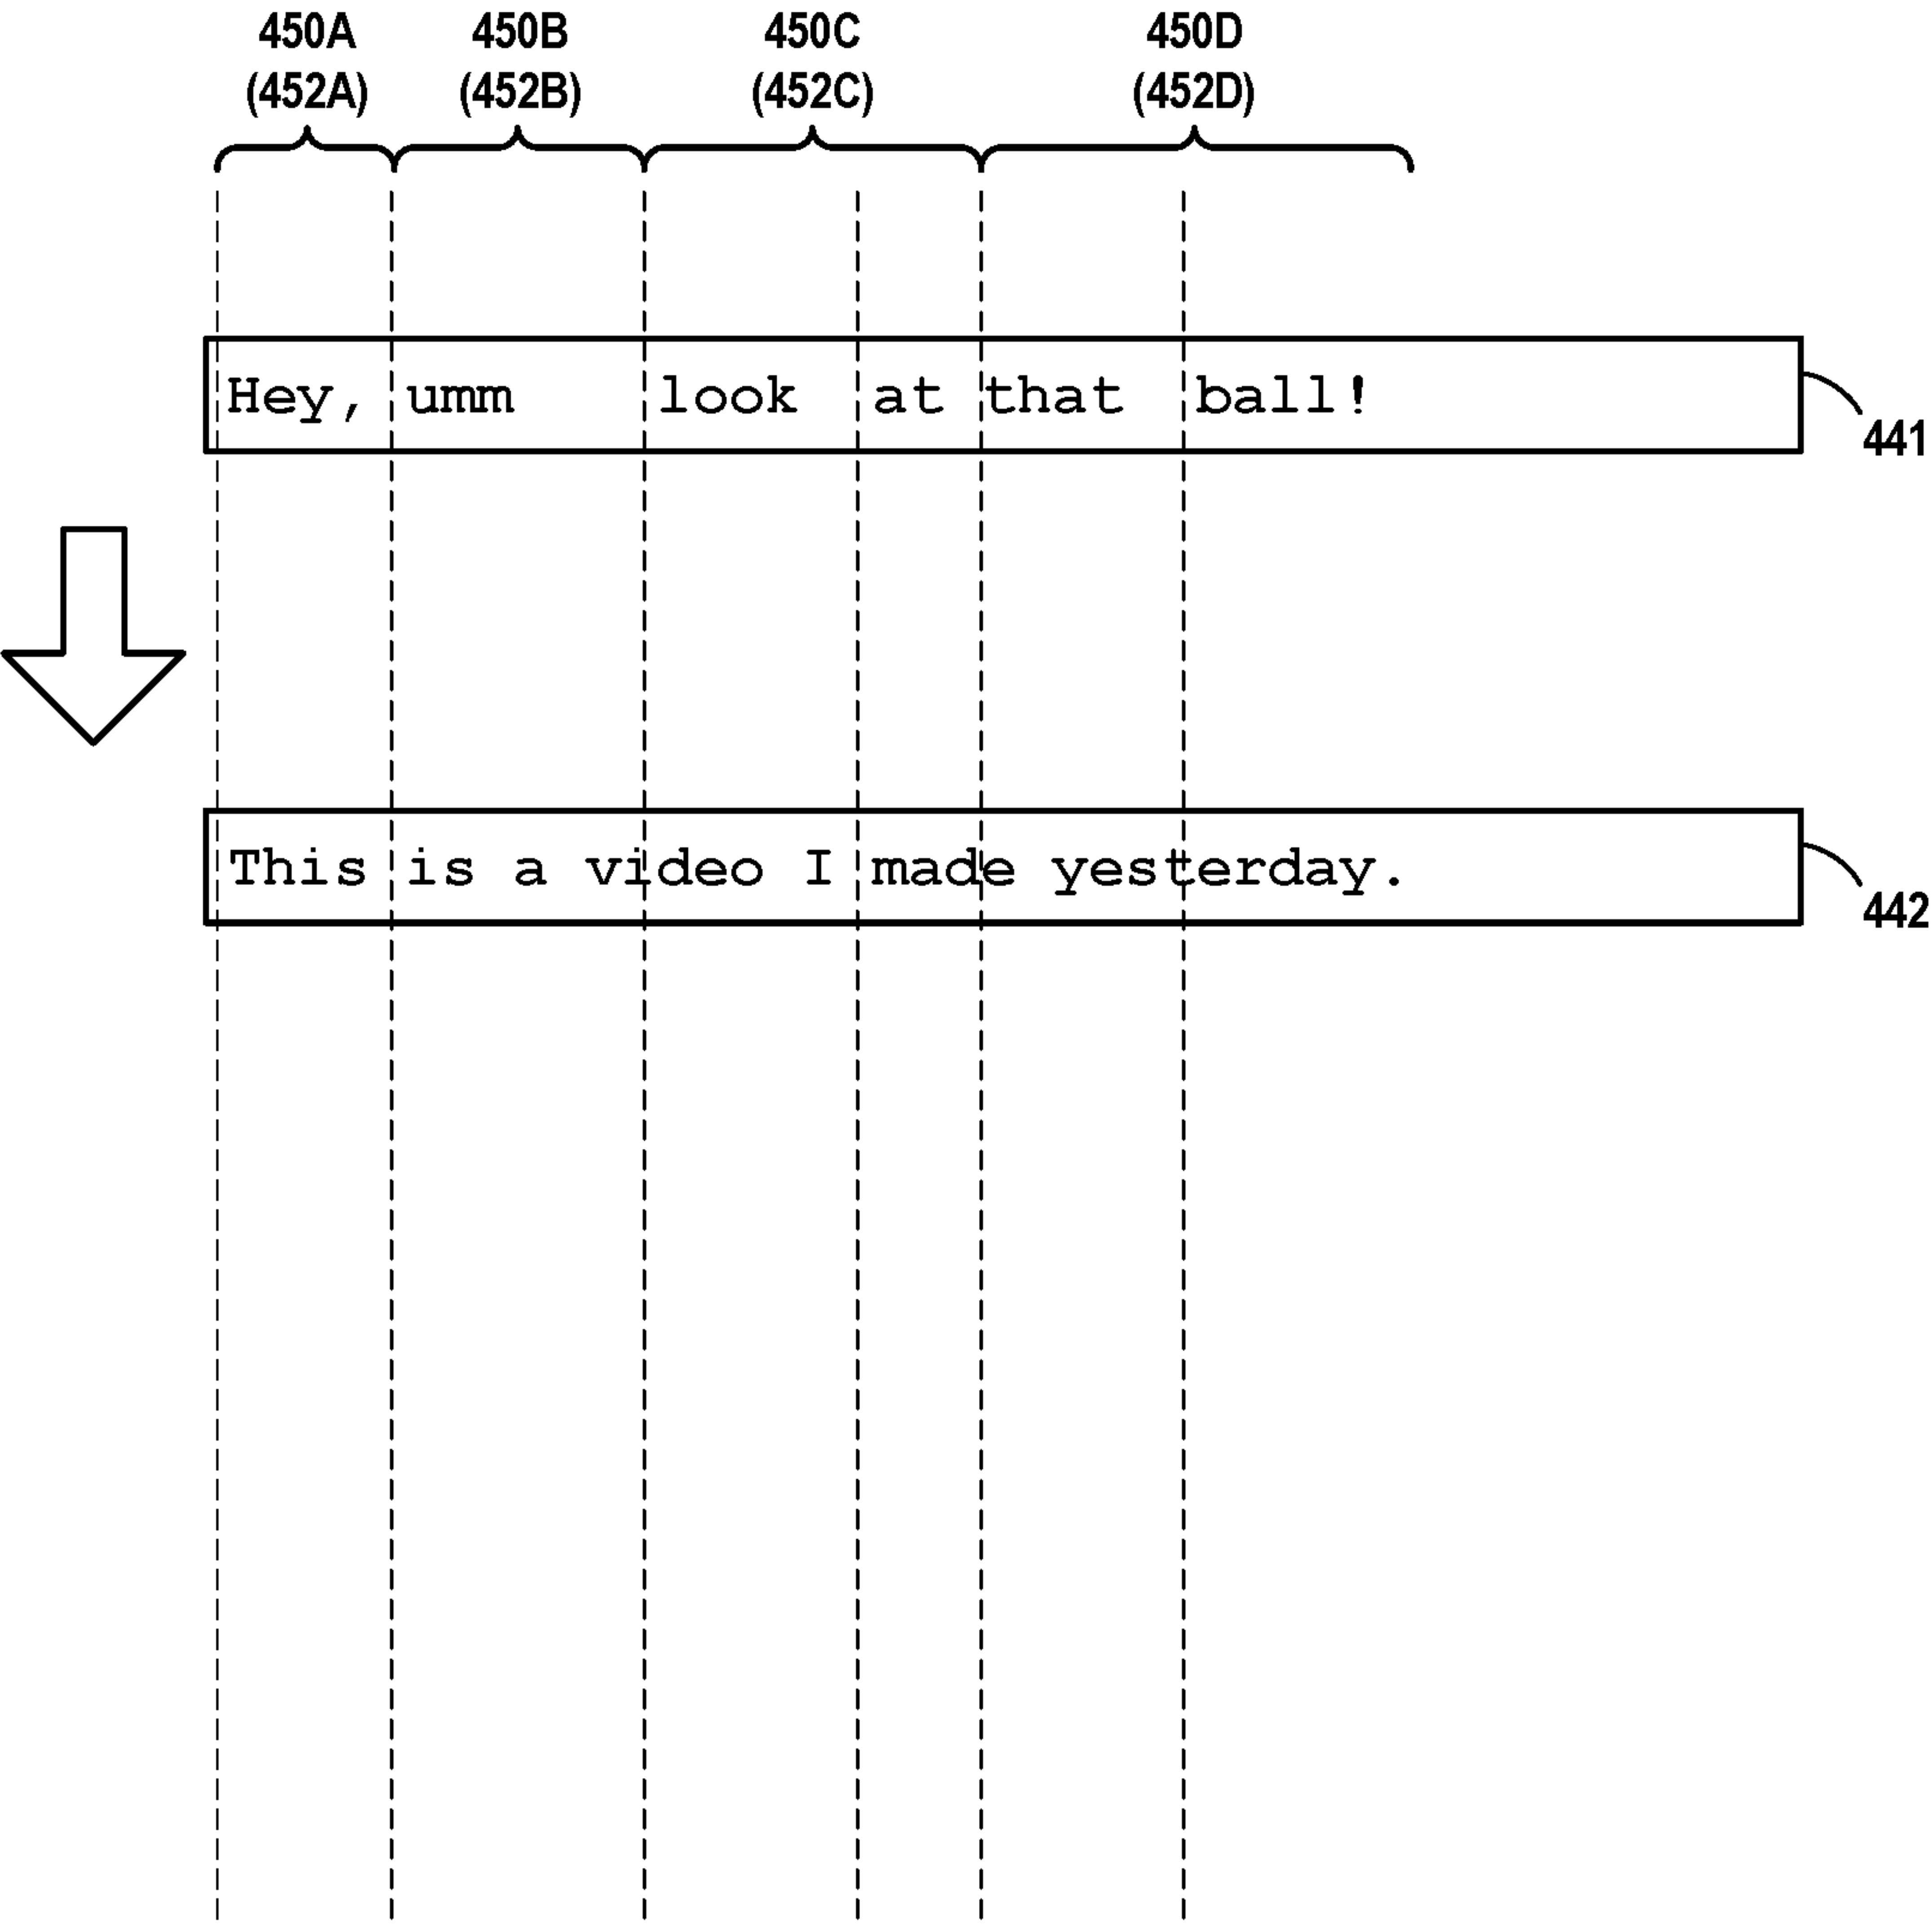 450A 450B 450C 450D
(452A) (452B) (452C) (452D)
Hey, umm look at that ball!
441
This is a video I made yesterday.
442